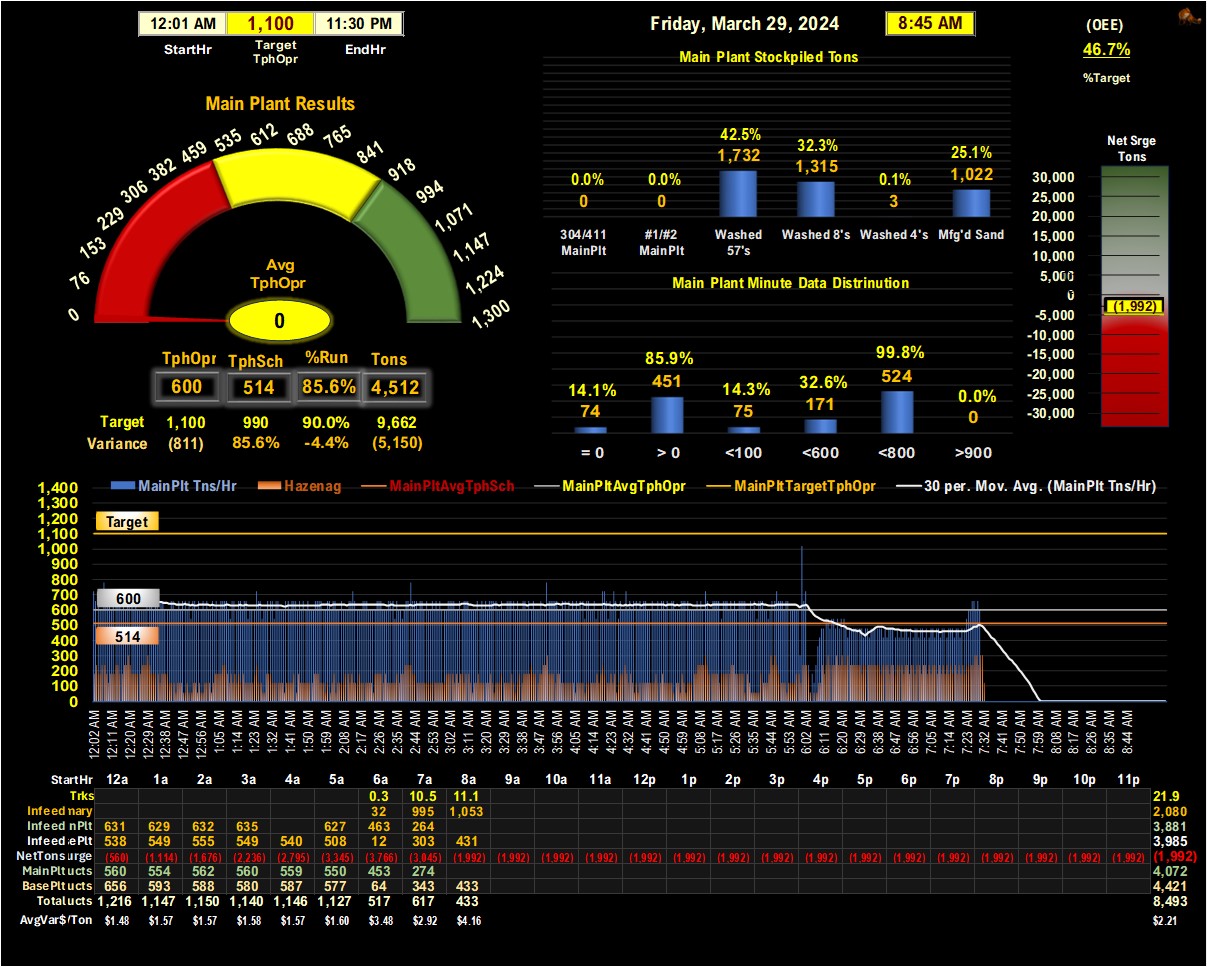 12:01 AM 1,100 11:30 PM
StartHr Target TphOpr EndHr
Friday, March 29, 2024 8:45 AM
(OEE)
46.7%
%Target
Main Plant Results
0 76 153 229 306 382 459 535 612 688 765 841 918 994 1,071 1,147 1,224 1,300
Avg
TphOpr
0
TphOpr TphSch %Run Tons
600 514 85.6% 4,512
Target 1,100 990 90.0% 9,662
Variance (811) 85.6% -4.4% (5,150)
Main Plant Stockpiled Tons
0.0% 0.0% 42.5% 32.3% 0.1% 25.1%
0 0 1,732 1,315 3 1,022
304/411 MainPlt #1/#2 MainPlt Washed 57's Washed 8's Washed 4's Mfg'd Sand
Main Plant Minute Data Distrinution
14.1% 85.9% 14.3% 32.6% 99.8% 0.0%
74 451 75 171 524 0
= 0 > 0 <100 <600 <800 >900
Net Srge
Tons
30,000
25,000
20,000
15,000
10,000
5,000
0
(1,992)
-5,000
-10,000
-15,000
-20,000
-25,000
-30,000
MainPlt Tns/Hr Hazenag MainPltAvgTphSch MainPltAvgTphOpr MainPltTargetTphOpr 30 per. Mov. Avg. (MainPlt Tns/Hr)
1,400
1,300
1,200
Target
1,100
1,000
900
800
700
600
600
500
514
400
300
200
100
0
12:02 AM 12:11 AM 12:20 AM 12:29 AM 12:38 AM 12:47 AM 12:56 AM 1:05 AM 1:14 AM 1:23 AM 1:32 AM 1:41 AM 1:50 AM 1:59 AM 2:08 AM 2:17 AM 2:26 AM 2:35 AM 2:44 AM 2:53 AM 3:02 AM 3:11 AM 3:20 AM 3:29 AM 3:38 AM 3:47 AM 3:56 AM 4:05 AM 4:14 AM 4:23 AM 4:32 AM 4:41 AM 4:50 AM 4:59 AM 5:08 AM 5:17 AM 5:26 AM 5:35 AM 5:44 AM 5:53 AM 6:02 AM 6:11 AM 6:20 AM 6:29 AM 6:38 AM 6:47 AM 6:56 AM 7:05 AM 7:14 AM 7:23 AM 7:32 AM 7:41 AM 7:50 AM 7:59 AM 8:08 AM 8:17 AM 8:26 AM 8:35 AM 8:44 AM
StartHr 12a 1a 2a 3a 4a 5a 6a 7a 8a 9a 10a 11a 12p 1p 2p 3p 4p 5p 6p 7p 8p 9p 10p 11p
Trks 0.3 10.5 11.1 21.9
Infeed nary 32 995 1,053 2,080
Infeed nPlt 631 629 632 635 627 463 264 3,881
Infeed ePlt 538 549 555 549 540 508 12 303 431 3,985
NetTons urge (560) (1,114) (1,676) (2,236) (2,795) (3,345) (3,766) (3,045) (1,992) (1,992) (1,992) (1,992) (1,992) (1,992) (1,992) (1,992) (1,992) (1,992) (1,992) (1,992) (1,992) (1,992) (1,992) (1,992) (1,992)
MainPlt ucts 560 554 562 560 559 550 453 274 4,072
BasePlt ucts 656 593 588 580 587 577 64 343 433 4,421
Total ucts 1,216 1,147 1,150 1,140 1,146 1,127 517 617 433 8,493
AvgVar$/Ton $1.48 $1.57 $1.57 $1.58 $1.57 $1.60 $3.48 $2.92 $4.16 $2.21